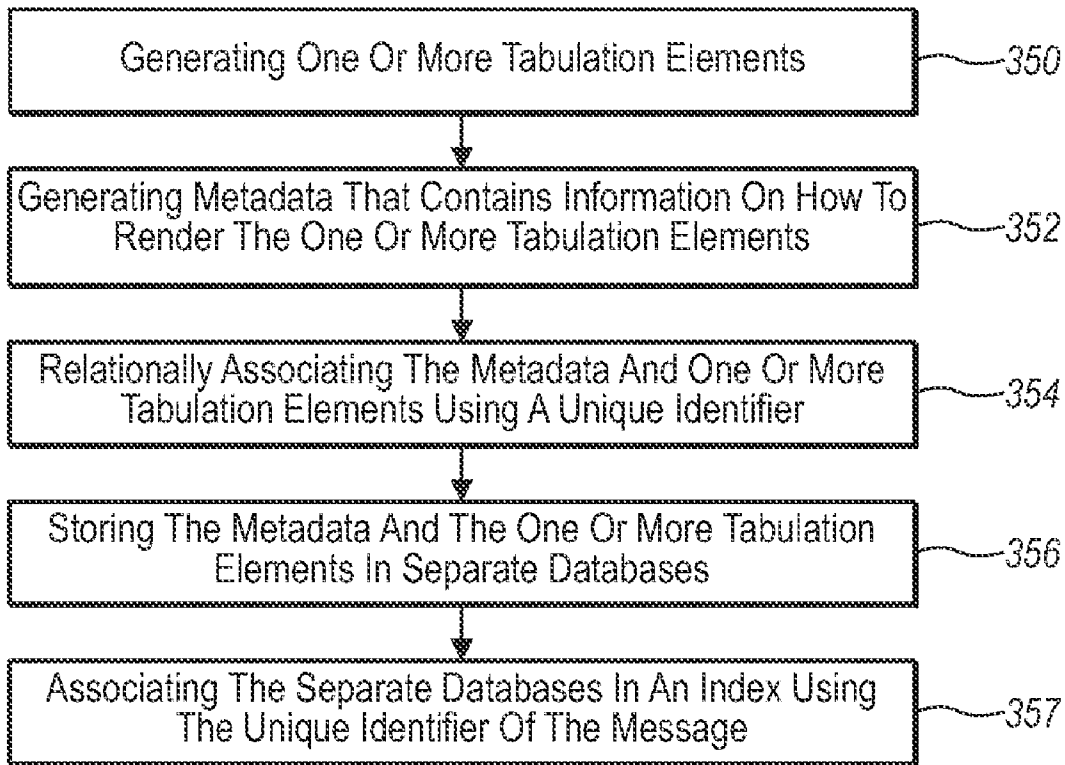 Generating One Or More Tabulation Elements
350
Generating Metadata That Contains Information On How To
Render The One Or More Tabulation Elements
352
Relationally Associating The Metadata And One Or More
Tabulation Elements Using A Unique Identifier
354
Storing The Metadata And The One Or More Tabulation
Elements In Separate Databases
356
Associating The Separate Databases In An Index Using
The Unique Identifier Of The Message
357